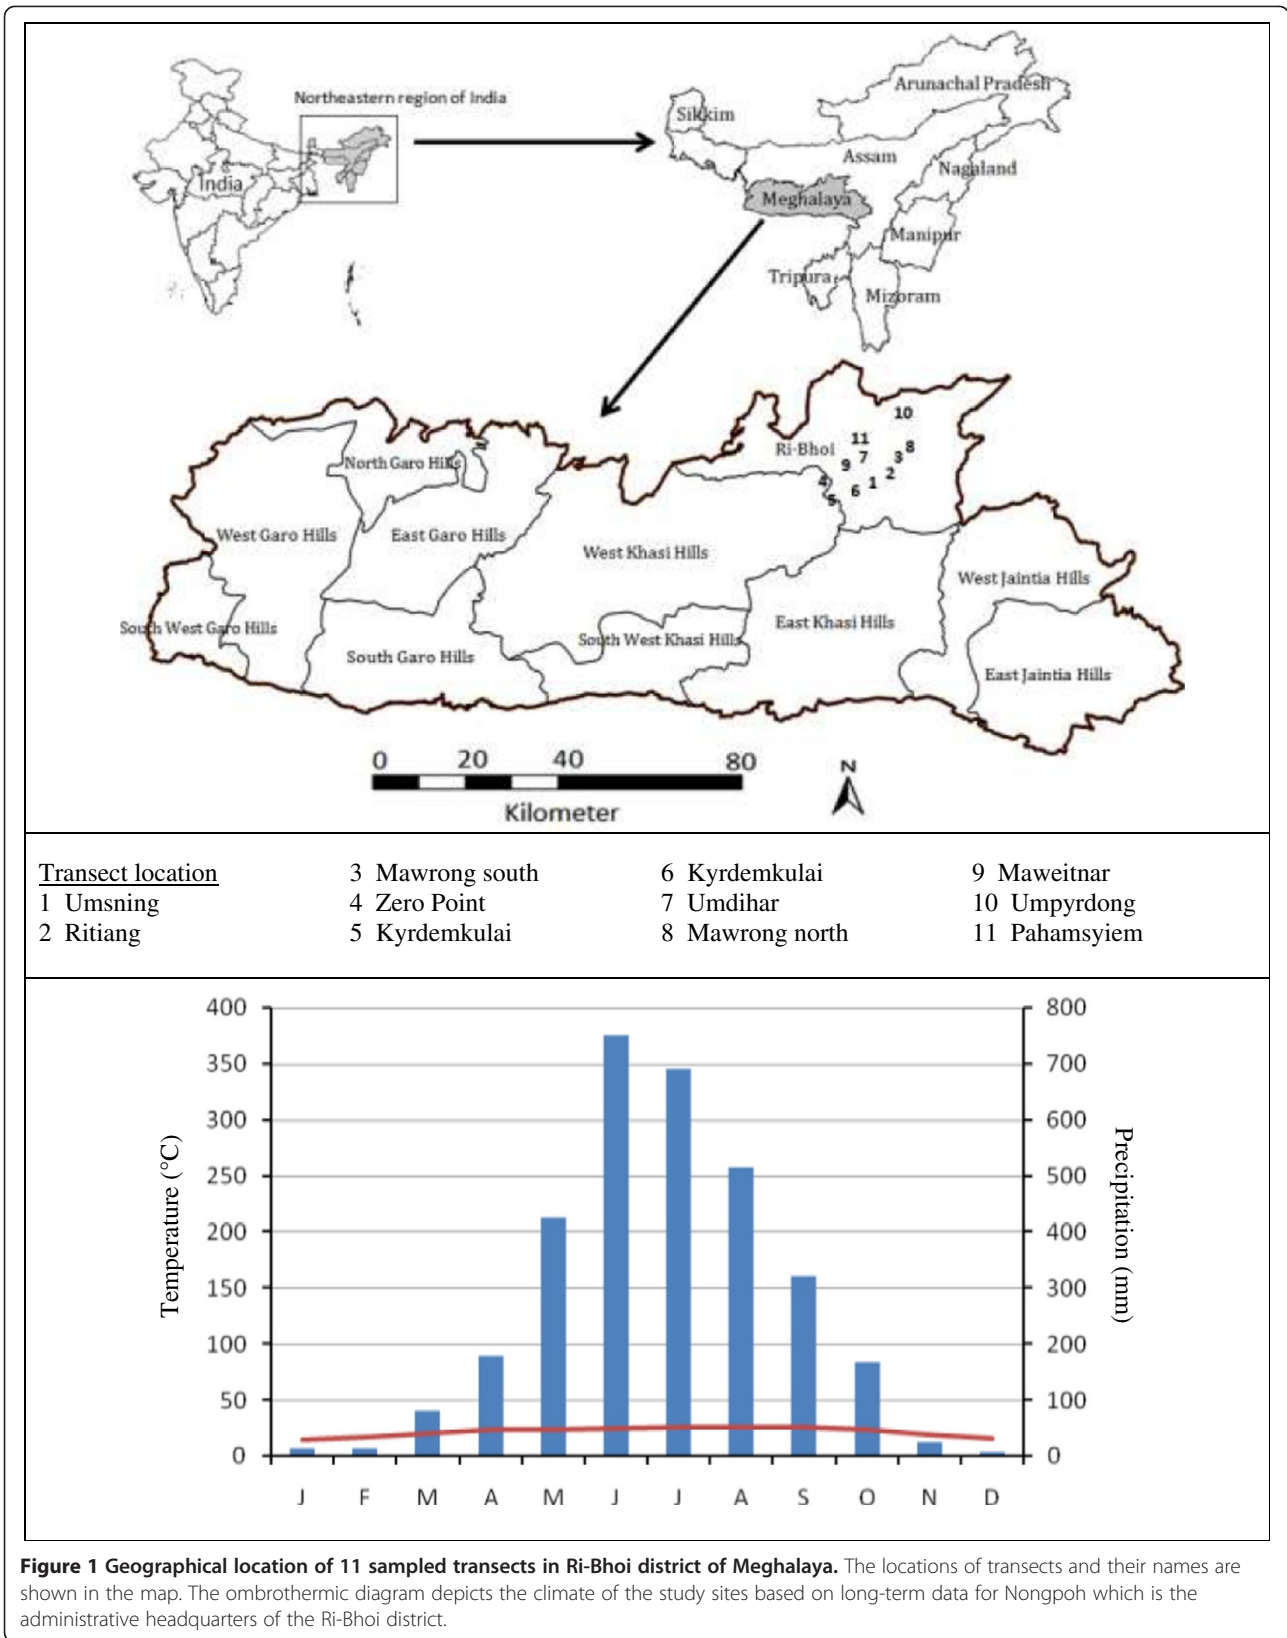 Northeastern region of India
India
Sikkim
Arunachal Pradesh
Assam
Nagaland
Meghalaya
Manipur
Tripura
Mizoram
Ri-Bhoi
10
11
8
7
3
9
2
4
1
6
5
North Garo Hills
West Garo Hills
East Garo Hills
West Khasi Hills
West Jaintia Hills
South West Garo Hills
East Khasi Hills
South West Khasi Hills
South Garo Hills
East Jaintia Hills
0 20 40 80
Kilometer
N
Transect location
1 Umsning
2 Ritiang
3 Mawrong south
4 Zero Point
5 Kyrdemkulai
6 Kyrdemkulai
7 Umdihar
8 Mawrong north
9 Maweitnar
10 Umpyrdong
11 Pahamsyiem
Temperature (°C)
400
350
300
250
200
150
100
50
0
800
700
600
500
400
300
200
100
0
Precipitation (mm)
J F M A M J J A S O N D
Figure 1 Geographical location of 11 sampled transects in Ri-Bhoi district of Meghalaya. The locations of transects and their names are
shown in the map. The ombrothermic diagram depicts the climate of the study sites based on long-term data for Nongpoh which is the
administrative headquarters of the Ri-Bhoi district.